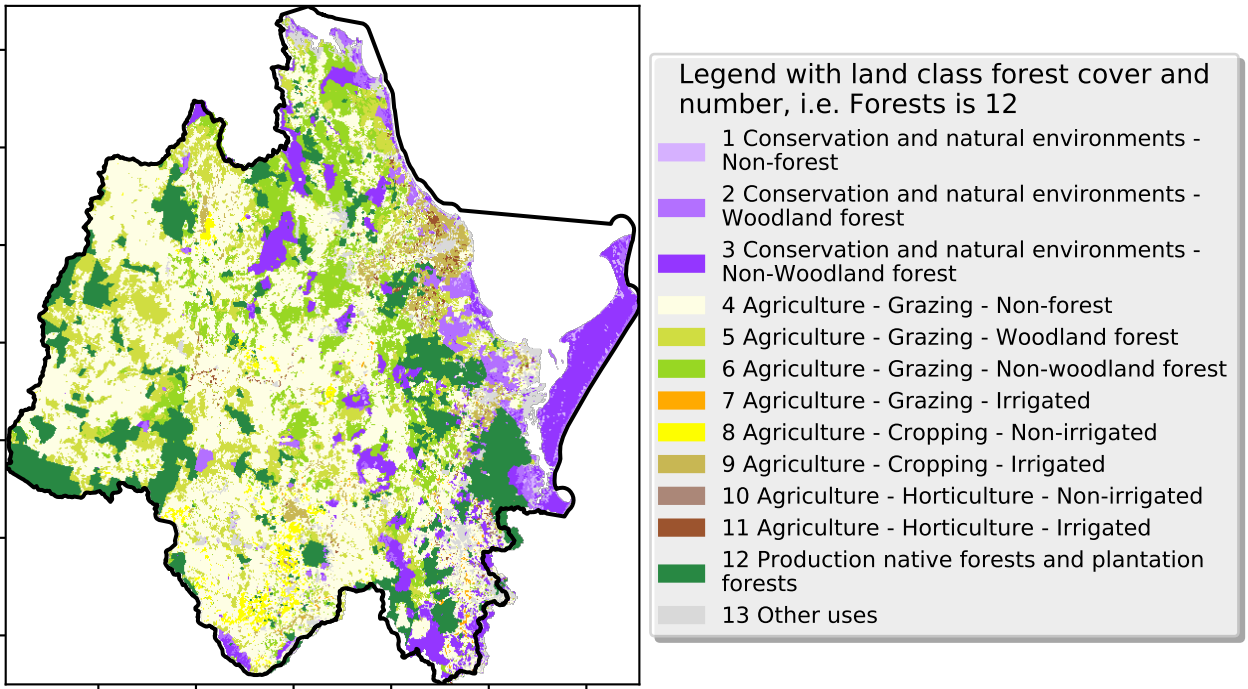 Legend with land class forest cover and
number, i.e. Forests is 12
1 Conservation and natural environments -
Non-forest
2 Conservation and natural environments -
Woodland forest
3 Conservation and natural environments -
Non-Woodland forest
4 Agriculture - Grazing - Non-forest
5 Agriculture - Grazing - Woodland forest
6 Agriculture - Grazing - Non-woodland forest
7 Agriculture - Grazing - Irrigated
8 Agriculture - Cropping - Non-irrigated
9 Agriculture - Cropping - Irrigated
10 Agriculture - Horticulture - Non-irrigated
11 Agriculture - Horticulture - Irrigated
12 Production native forests and plantation
forests
13 Other uses